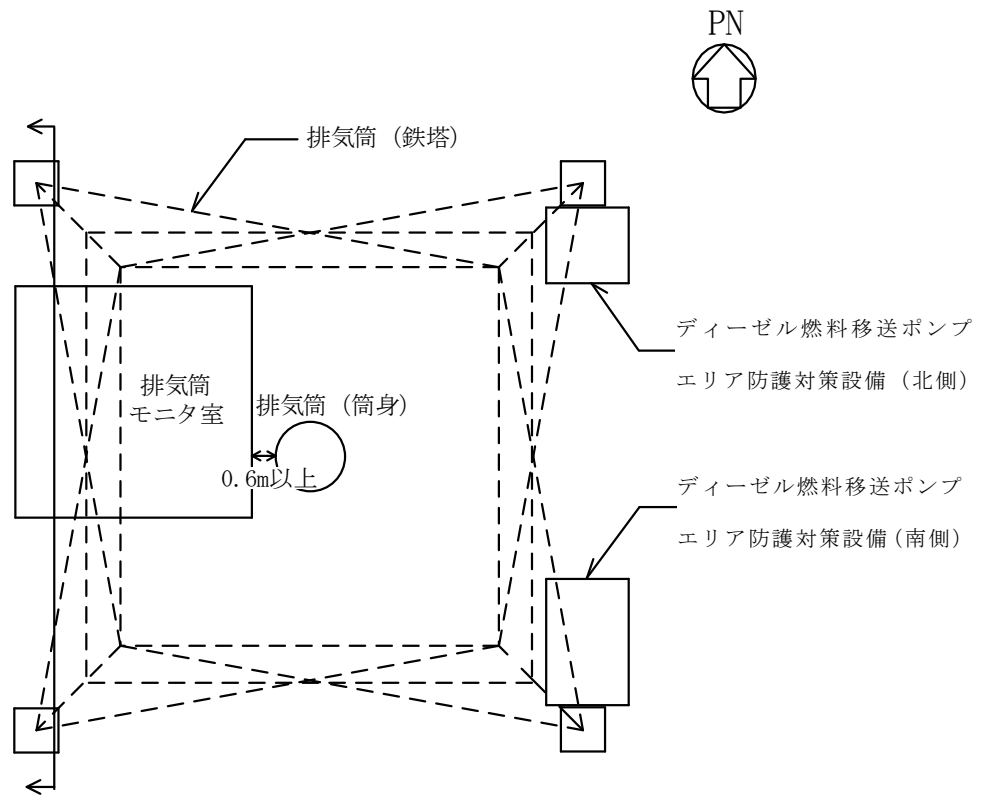 PN
排気筒（鉄塔）
ディーゼル燃料移送ポンプ
エリア防護対策設備（北側）
排気筒
モニタ室
排気筒（筒身）
0.6m以上
ディーゼル燃料移送ポンプ
エリア防護対策設備（南側）